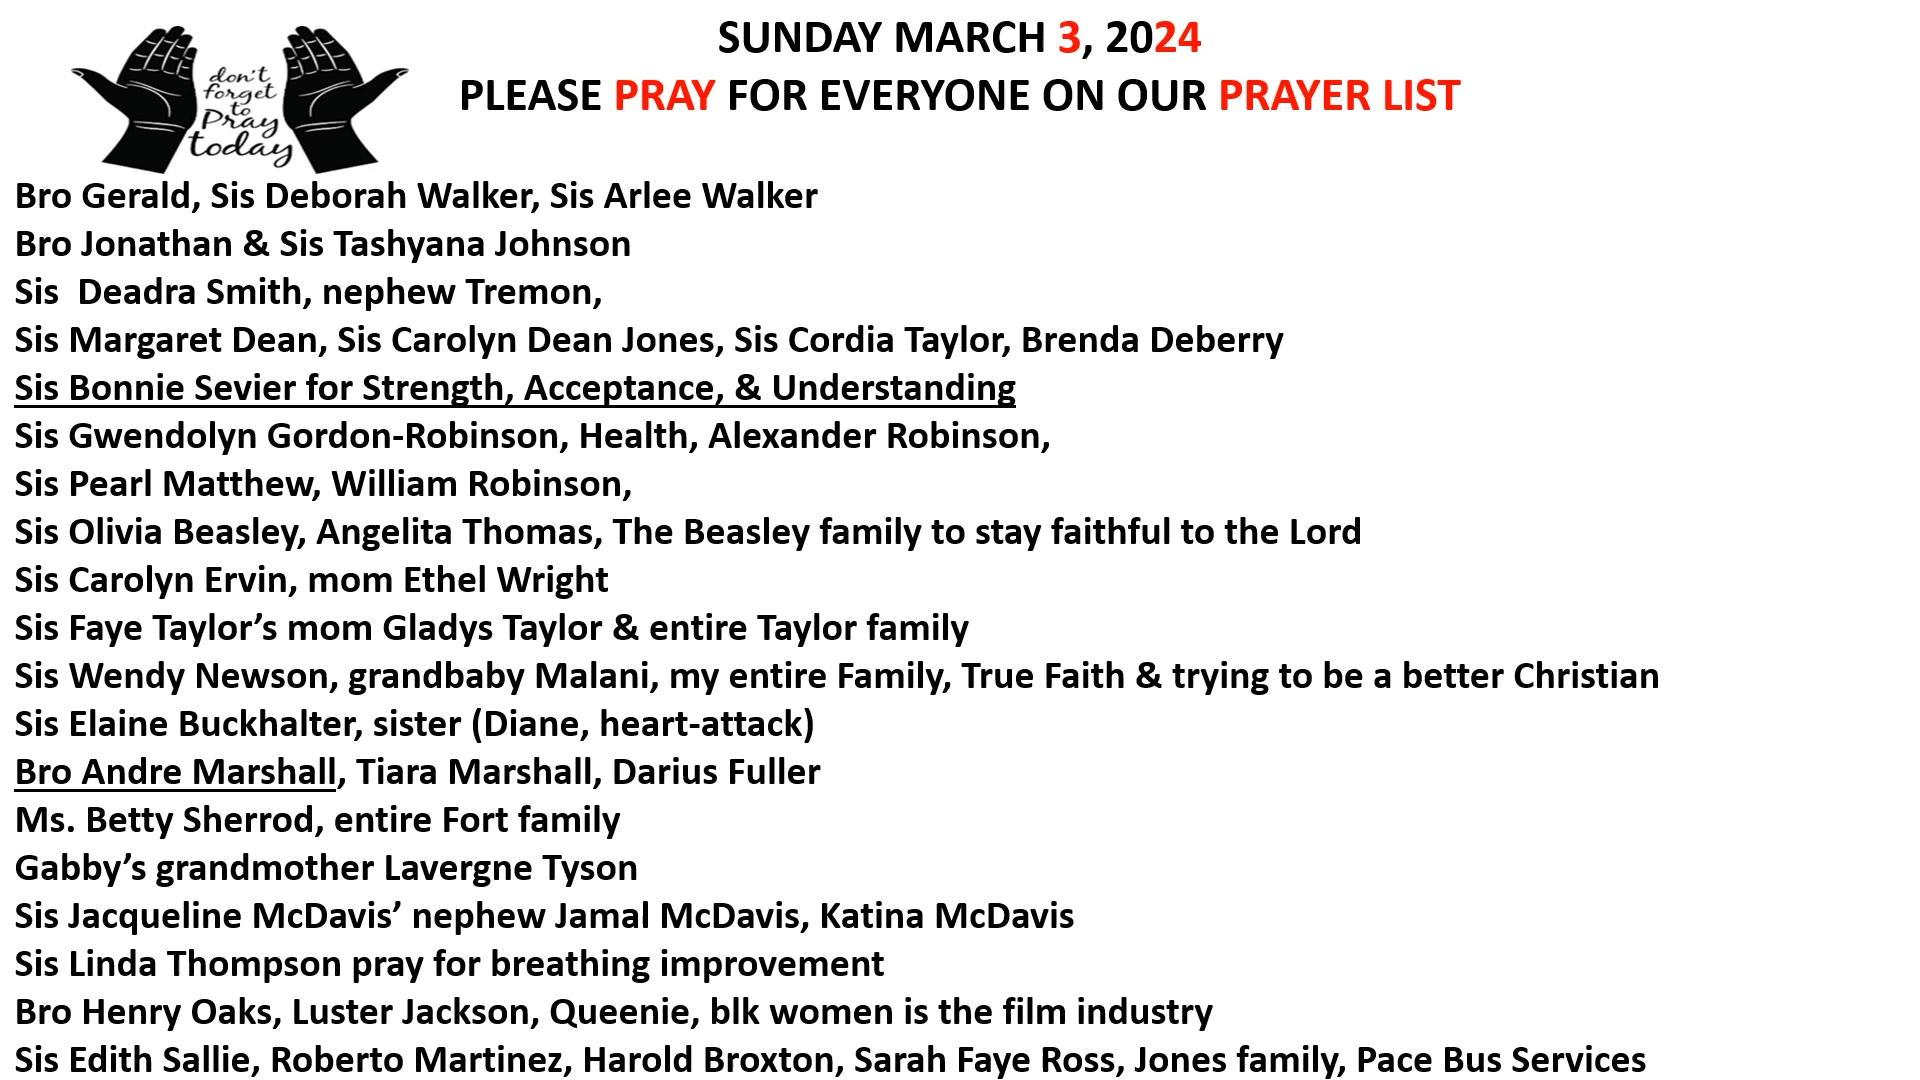 don't
forget
to
Pray
today
SUNDAY MARCH 3, 2024
PLEASE PRAY FOR EVERYONE ON OUR PRAYER LIST
Bro Gerald, Sis Deborah Walker, Sis Arlee Walker
Bro Jonathan & Sis Tashyana Johnson
Sis  Deadra Smith, nephew Tremon,
Sis Margaret Dean, Sis Carolyn Dean Jones, Sis Cordia Taylor, Brenda Deberry
Sis Bonnie Sevier for Strength, Acceptance, & Understanding
Sis Gwendolyn Gordon-Robinson, Health, Alexander Robinson,
Sis Pearl Matthew, William Robinson,
Sis Olivia Beasley, Angelita Thomas, The Beasley family to stay faithful to the Lord
Sis Carolyn Ervin, mom Ethel Wright
Sis Faye Taylor’s mom Gladys Taylor & entire Taylor family
Sis Wendy Newson, grandbaby Malani, my entire Family, True Faith & trying to be a better Christian
Sis Elaine Buckhalter, sister (Diane, heart-attack)
Bro Andre Marshall, Tiara Marshall, Darius Fuller
Ms. Betty Sherrod, entire Fort family
Gabby’s grandmother Lavergne Tyson
Sis Jacqueline McDavis’ nephew Jamal McDavis, Katina McDavis
Sis Linda Thompson pray for breathing improvement
Bro Henry Oaks, Luster Jackson, Queenie, blk women is the film industry
Sis Edith Sallie, Roberto Martinez, Harold Broxton, Sarah Faye Ross, Jones family, Pace Bus Services